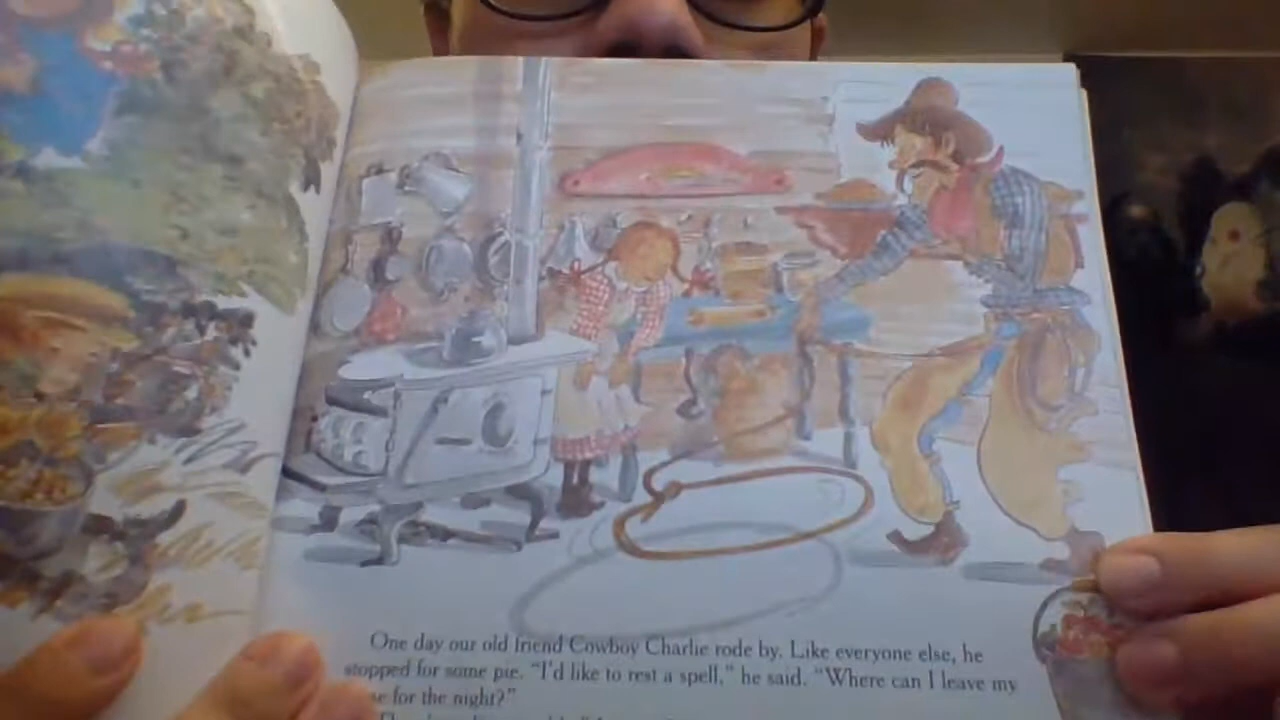 One day our old friend Cowboy Charlie rode by. Like everyone else, he
stopped for some pie. "I'd like to rest a spell," he said. "Where can I leave my
for the night?"